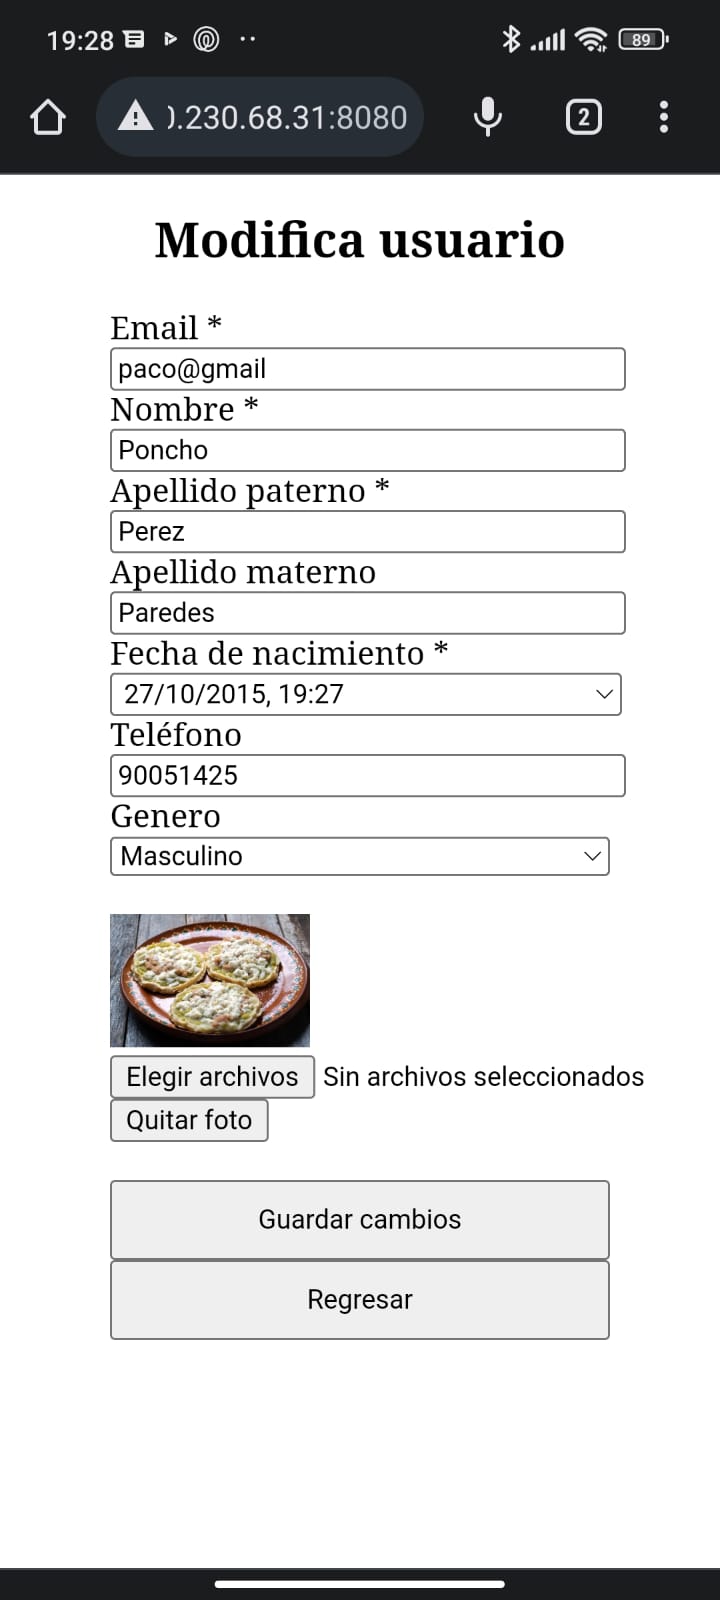 19:28
89
).230.68.31:8080
2
Modifica usuario
Email *
paco@gmail
Nombre *
Poncho
Apellido paterno *
Perez
Apellido materno
Paredes
Fecha de nacimiento *
27/10/2015, 19:27
Teléfono
90051425
Genero
Masculino
Elegir archivos Sin archivos seleccionados
Quitar foto
Guardar cambios
Regresar